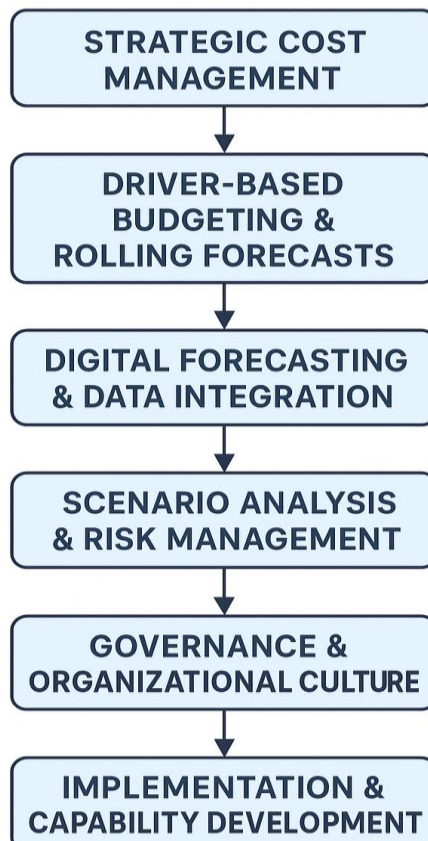 STRATEGIC COST
MANAGEMENT
DRIVER-BASED
BUDGETING &
ROLLING FORECASTS
DIGITAL FORECASTING
& DATA INTEGRATION
SCENARIO ANALYSIS
& RISK MANAGEMENT
GOVERNANCE &
ORGANIZATIONAL CULTURE
IMPLEMENTATION &
CAPABILITY DEVELOPMENT